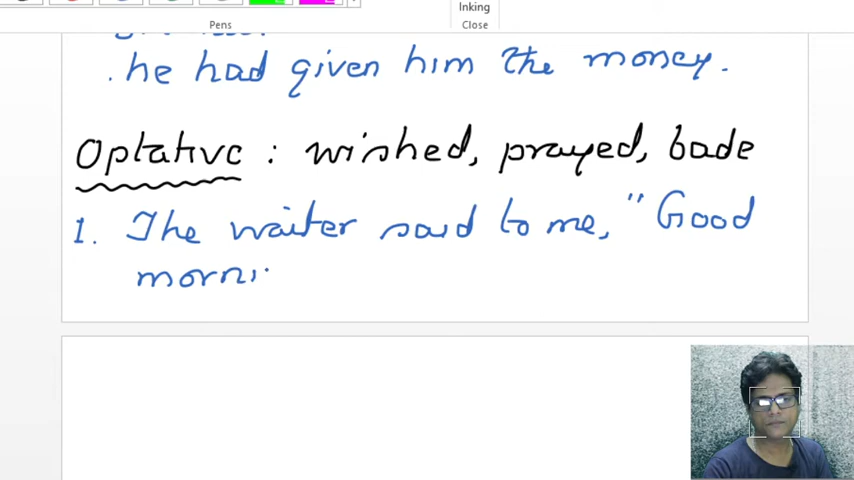 Inking
Pens
Close
he had given him the money.
Optative : wished, prayed, bade
1. The waiter said to me, "Good
morni